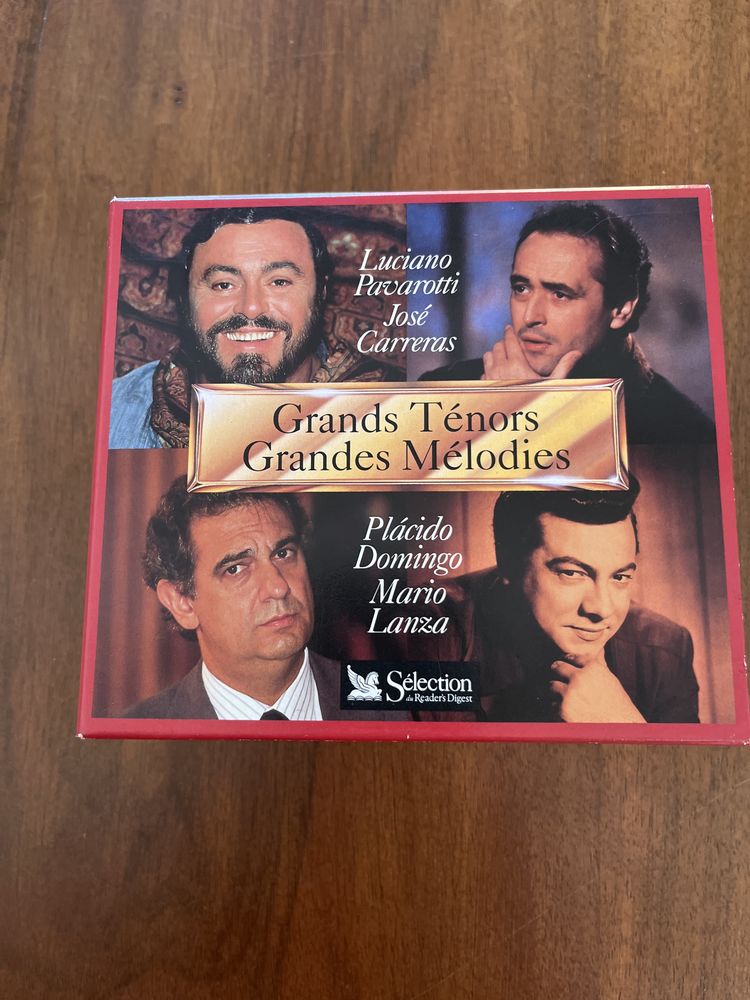 Luciano
Pavarotti
José
Carreras
Grands Ténors
Grandes Mélodies
Plácido
Domingo
Mario
Lanza
Sélection
du Reader's Digest